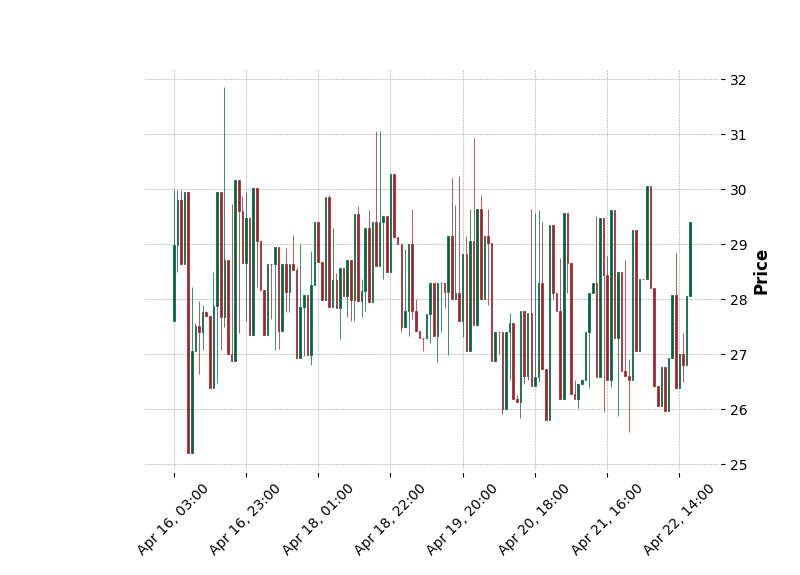 32
31
30
29
28
27
26
25
Price
Apr 16, 03:00
Apr 16, 23:00
Apr 18, 01:00
Apr 18, 22:00
Apr 19, 20:00
Apr 20, 18:00
Apr 21, 16:00
Apr 22, 14:00